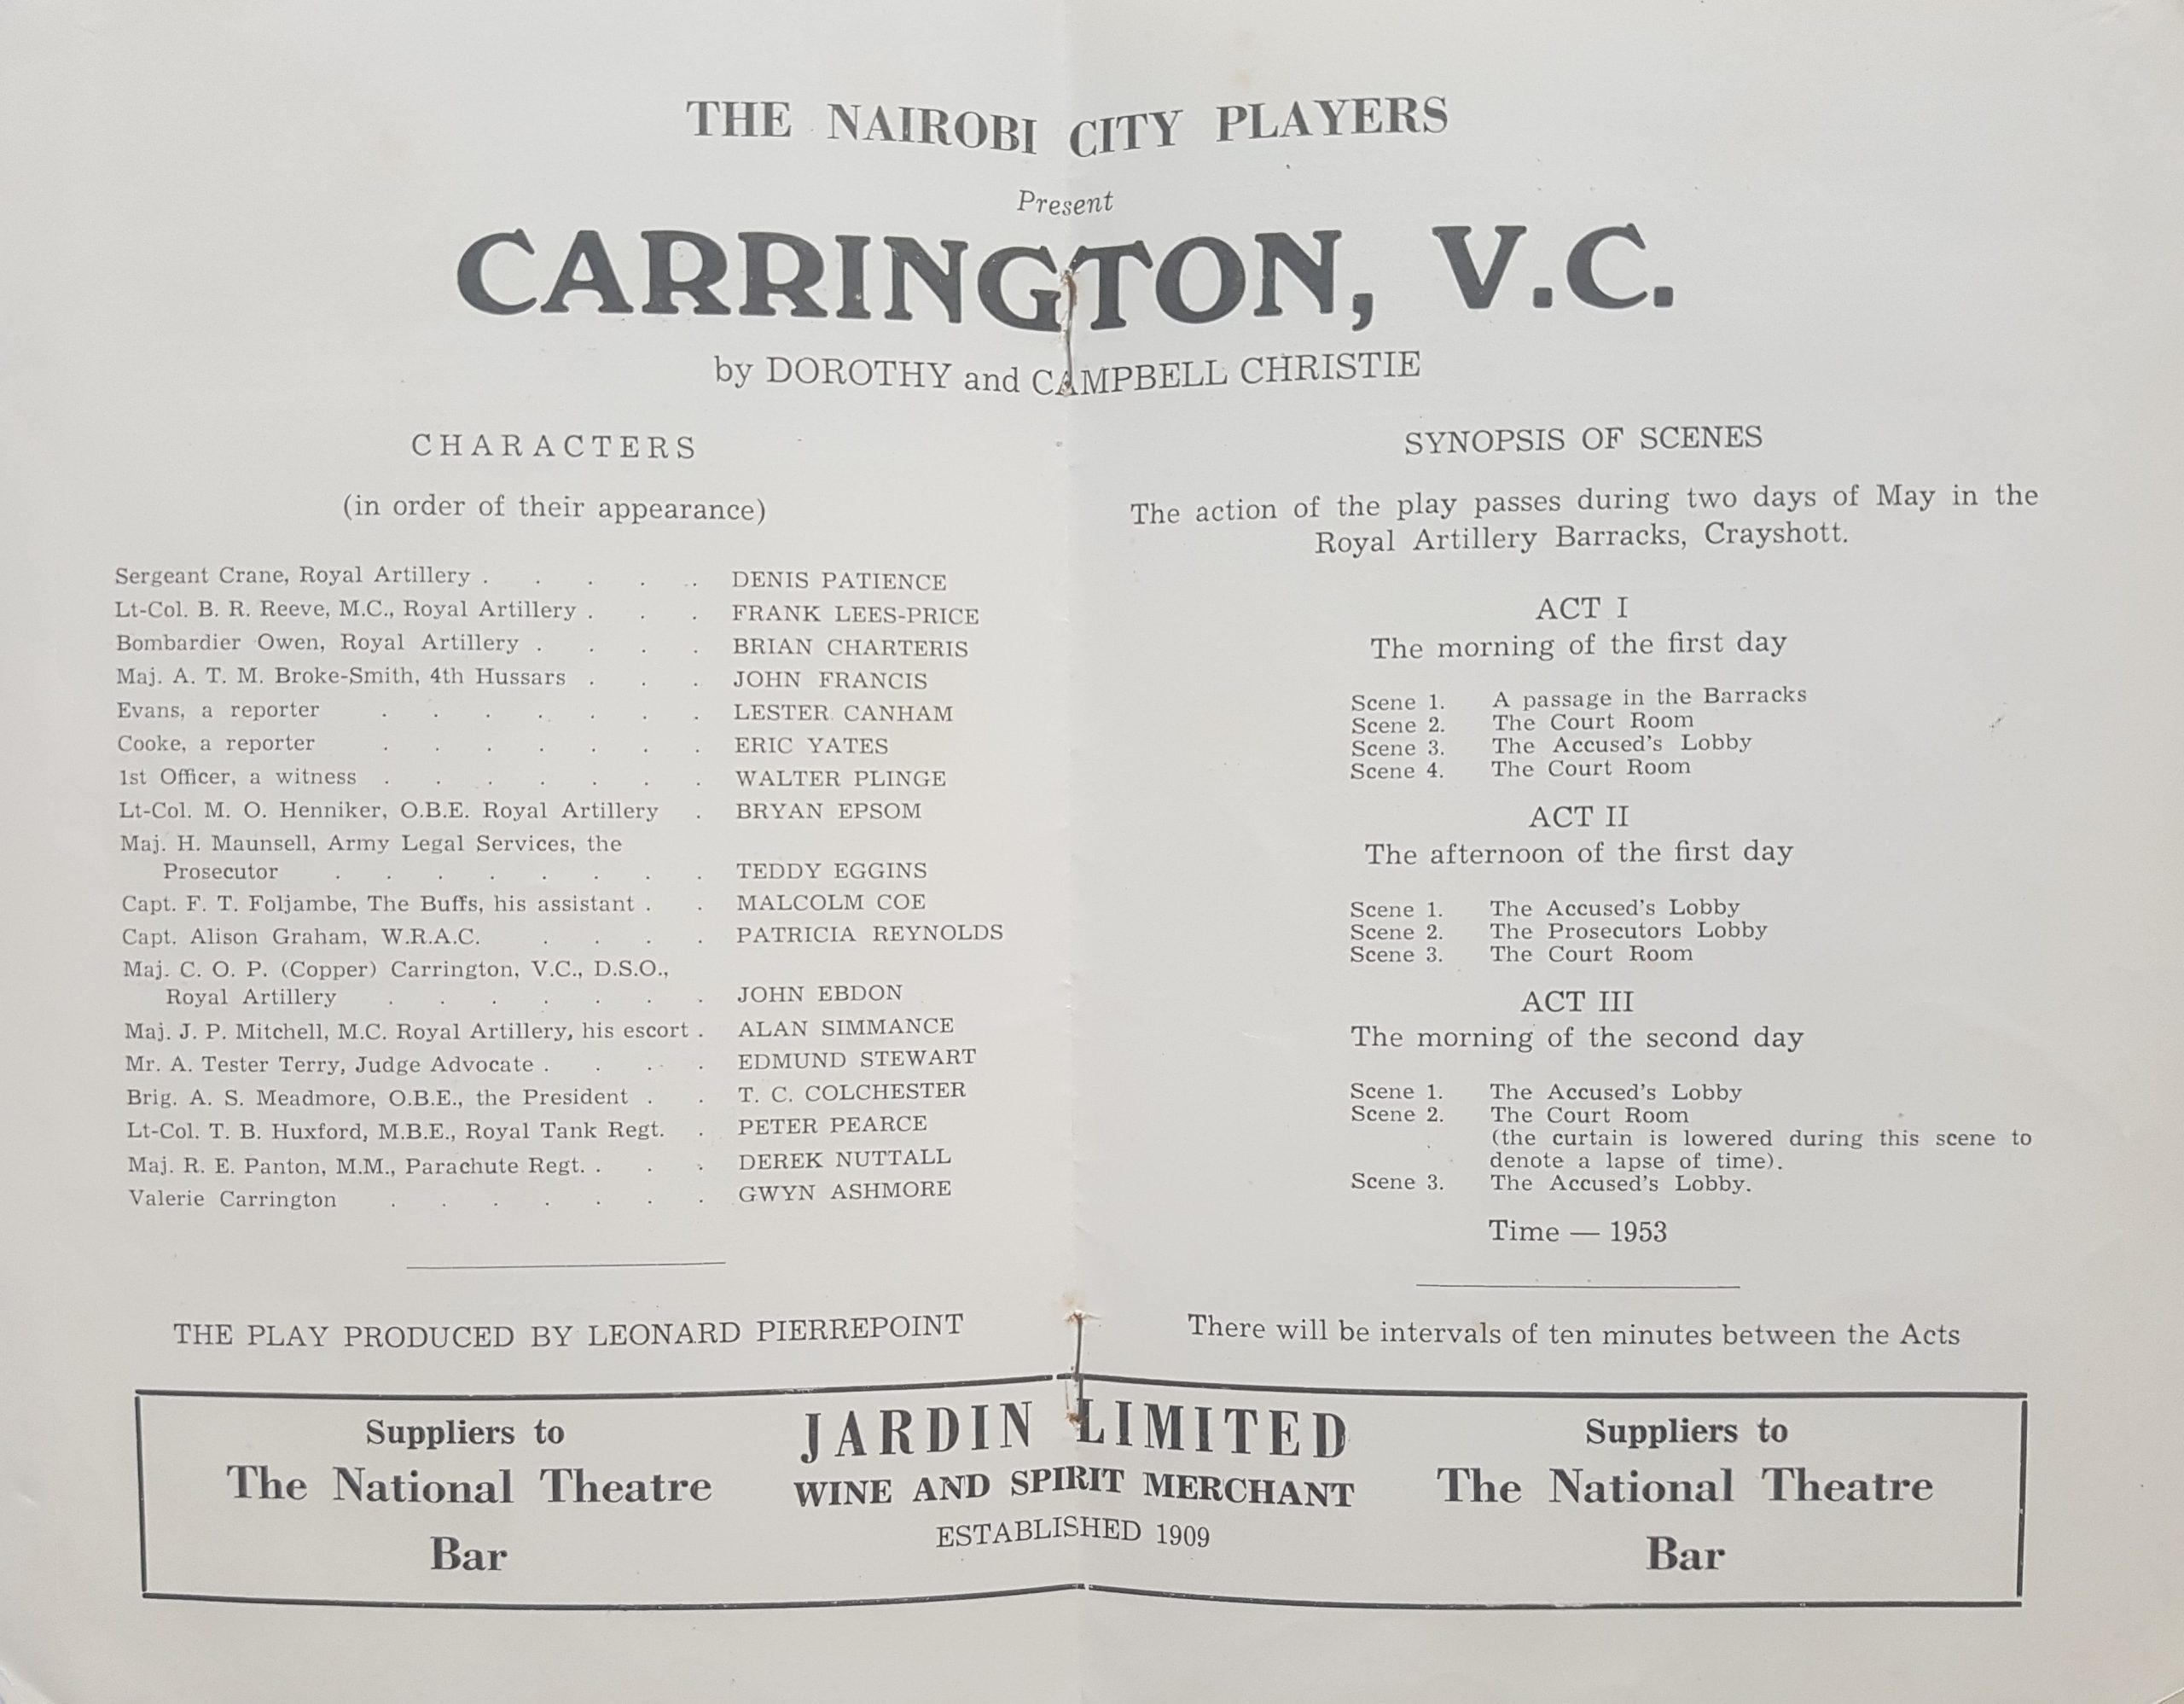 THE NAIROBI CITY PLAYERS
Present
CARRINGTON, V.C.
by DOROTHY and CAMPBELL CHRISTIE
CHARACTERS
(in order of their appearance)
Sergeant Crane, Royal Artillery . . . . . . DENIS PATIENCE
Lt-Col. B. R. Reeve, M.C., Royal Artillery . . . FRANK LEES-PRICE
Bombardier Owen, Royal Artillery . . . . BRIAN CHARTERIS
Maj. A. T. M. Broke-Smith, 4th Hussars . . . JOHN FRANCIS
Evans, a reporter . . . . . . . LESTER CANHAM
Cooke, a reporter . . . . . . . ERIC YATES
1st Officer, a witness . . . . . . . WALTER PLINGE
Lt-Col. M. O. Henniker, O.B.E. Royal Artillery . BRYAN EPSOM
Maj. H. Maunsell, Army Legal Services, the
Prosecutor . . . . . . . . TEDDY EGGINS
Capt. F. T. Foljambe, The Buffs, his assistant . . MALCOLM COE
Capt. Alison Graham, W.R.A.C. . . . . PATRICIA REYNOLDS
Maj. C. O. P. (Copper) Carrington, V.C., D.S.O.,
Royal Artillery . . . . . . . JOHN EBDON
Maj. J. P. Mitchell, M.C. Royal Artillery, his escort . ALAN SIMMANCE
Mr. A. Tester Terry, Judge Advocate . . . . EDMUND STEWART
Brig. A. S. Meadmore, O.B.E., the President . . T. C. COLCHESTER
Lt-Col. T. B. Huxford, M.B.E., Royal Tank Regt. . PETER PEARCE
Maj. R. E. Panton, M.M., Parachute Regt. . . . DEREK NUTTALL
Valerie Carrington . . . . . . . GWYN ASHMORE
THE PLAY PRODUCED BY LEONARD PIERREPOINT
SYNOPSIS OF SCENES
The action of the play passes during two days of May in the
Royal Artillery Barracks, Crayshott.
ACT I
The morning of the first day
Scene 1. A passage in the Barracks
Scene 2. The Court Room
Scene 3. The Accused's Lobby
Scene 4. The Court Room
ACT II
The afternoon of the first day
Scene 1. The Accused's Lobby
Scene 2. The Prosecutors Lobby
Scene 3. The Court Room
ACT III
The morning of the second day
Scene 1. The Accused's Lobby
Scene 2. The Court Room
(the curtain is lowered during this scene to
denote a lapse of time).
Scene 3. The Accused's Lobby.
Time — 1953
There will be intervals of ten minutes between the Acts
Suppliers to
The National Theatre
Bar
JARDIN LIMITED
WINE AND SPIRIT MERCHANT
ESTABLISHED 1909
Suppliers to
The National Theatre
Bar